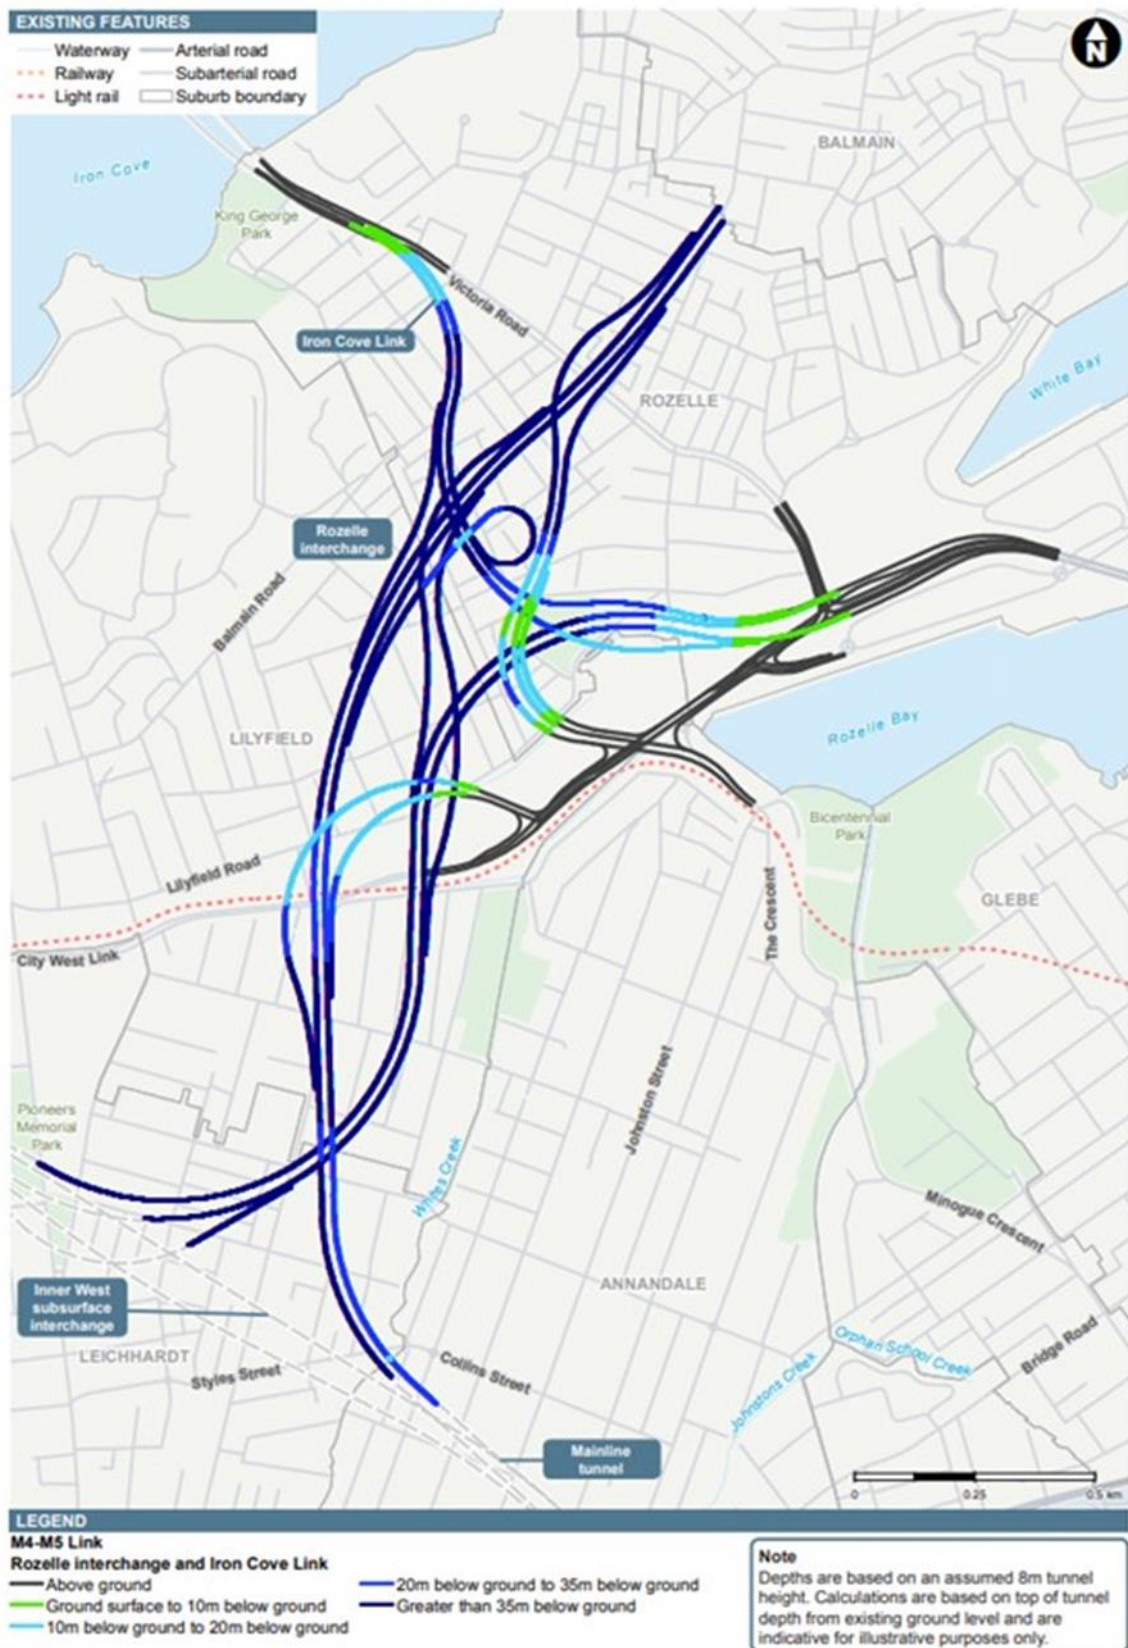 EXISTING FEATURES
Waterway Arterial road
Railway Subarterial road
Light rail Suburb boundary
N
BALMAIN
Iron Cove
King George
Park
Victoria Road
Iron Cove Link
White Bay
ROZELLE
Rozelle
interchange
Balmain Road
Rozelle Bay
LILYFIELD
Bicentennial
Park
Lilyfield Road
The Crescent
GLEBE
City West Link
Johnston Street
Pioneers
Memorial
Park
Whites Creek
Minogue Crescent
ANNANDALE
Inner West
subsurface
interchange
LEICHHARDT
Styles Street
Collins Street
Orphan School Creek
Bridge Road
Johnstons Creek
Mainline
tunnel
0 0.25 0.5 km
LEGEND
M4-M5 Link
Rozelle interchange and Iron Cove Link
Above ground
Ground surface to 10m below ground
10m below ground to 20m below ground
20m below ground to 35m below ground
Greater than 35m below ground
Note
Depths are based on an assumed 8m tunnel
height. Calculations are based on top of tunnel
depth from existing ground level and are
indicative for illustrative purposes only.